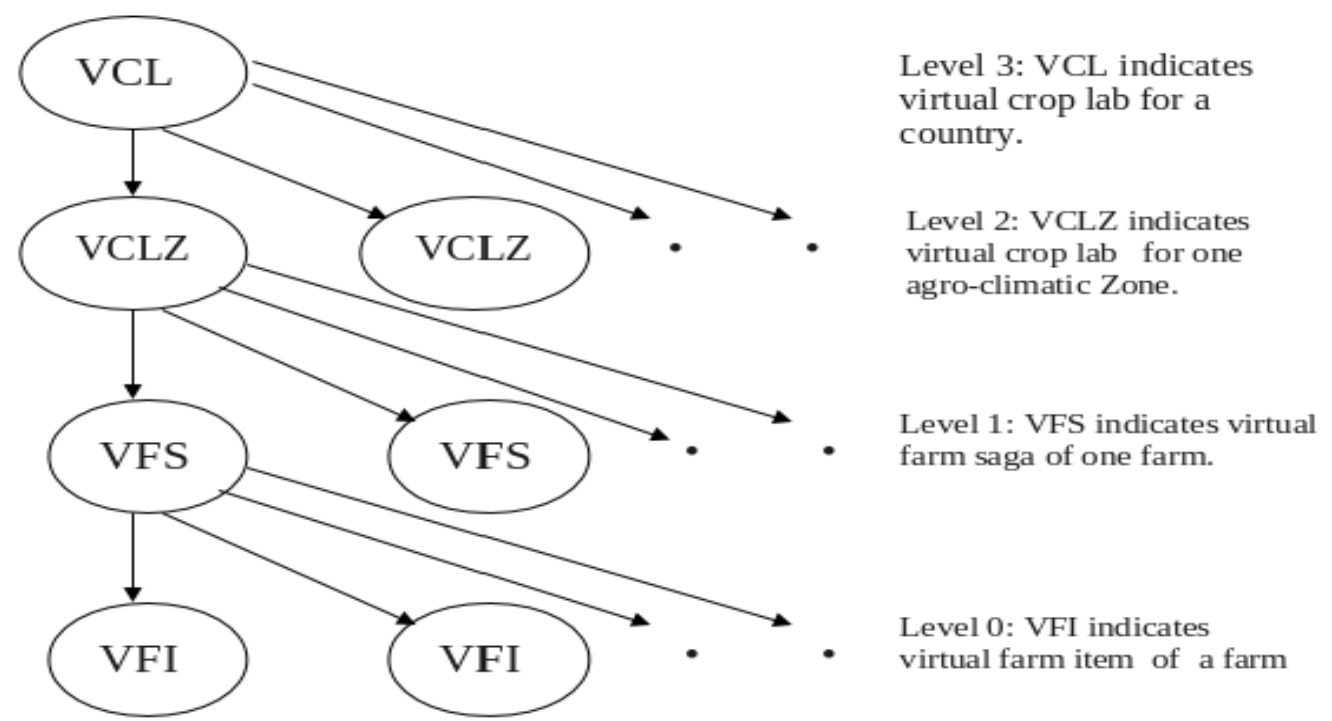 VCL
Level 3: VCL indicates
virtual crop lab for a
country.
VCLZ
VCLZ
Level 2: VCLZ indicates
virtual crop lab for one
agro-climatic Zone.
VFS
VFS
Level 1: VFS indicates virtual
farm saga of one farm.
VFI
VFI
Level 0: VFI indicates
virtual farm item of a farm